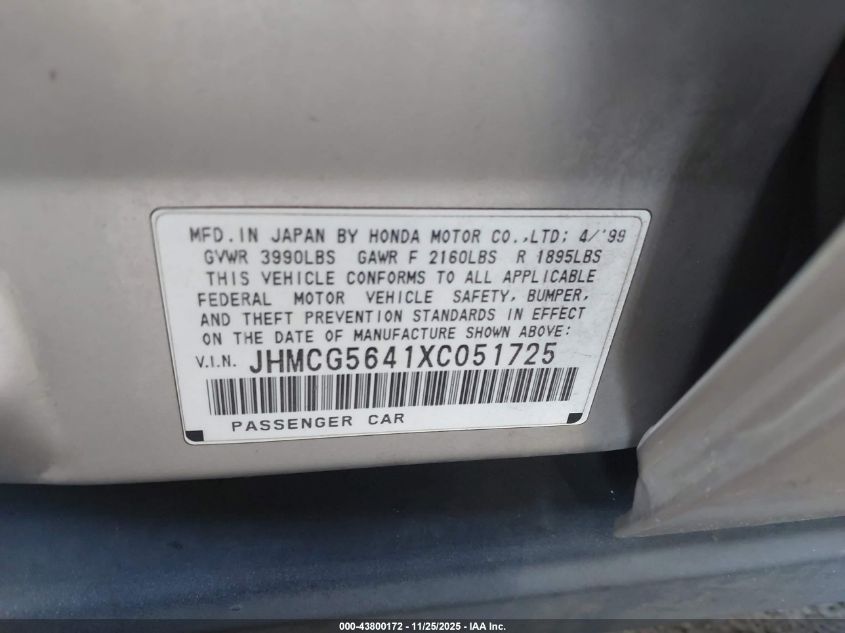 MFD. IN JAPAN BY HONDA MOTOR CO.,LTD; 4/'99
GVWR 3990LBS GAWR F 2160LBS R 1895LBS
THIS VEHICLE CONFORMS TO ALL APPLICABLE
FEDERAL MOTOR VEHICLE SAFETY, BUMPER,
AND THEFT PREVENTION STANDARDS IN EFFECT
ON THE DATE OF MANUFACTURE SHOWN ABOVE:
V.I.N. JHMCG5641XC051725
PASSENGER CAR
000-43800172 - 11/25/2025 - IAA Inc.